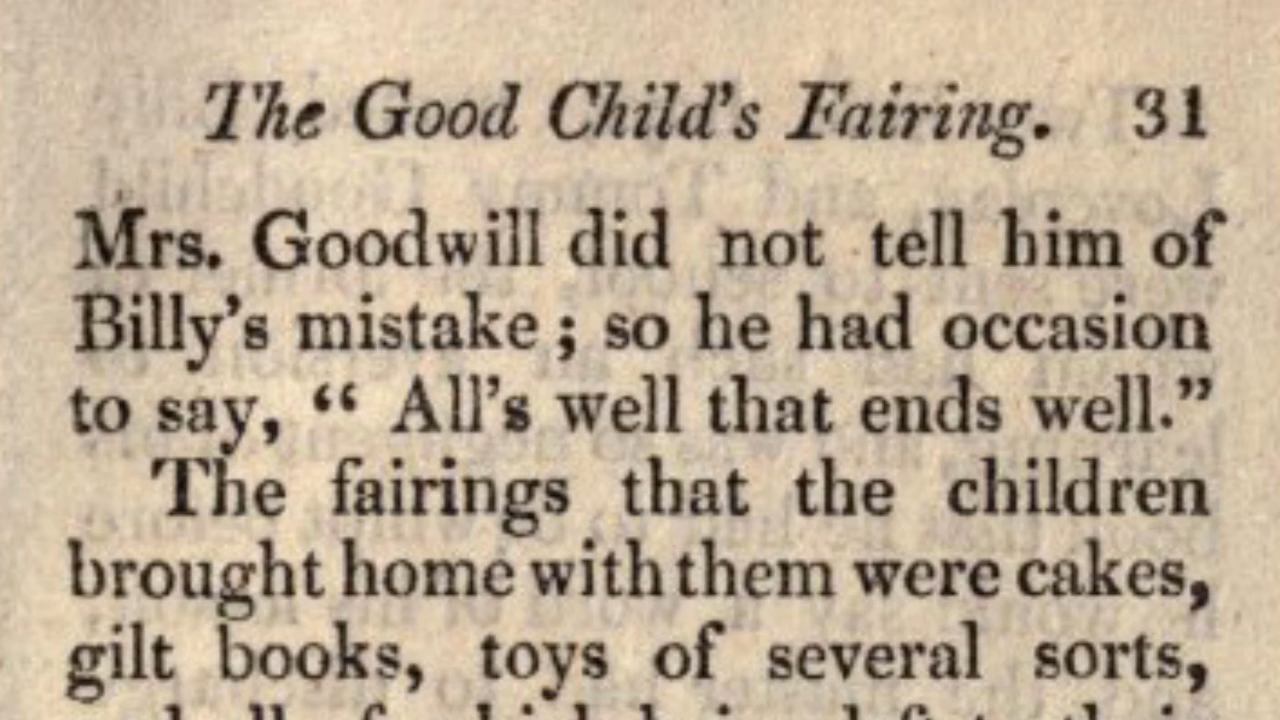 The Good Child's Fairing. 31
Mrs. Goodwill did not tell him of
Billy's mistake; so he had occasion
to say, “ All's well that ends well.”
The fairings that the children
brought home with them were cakes,
gilt books, toys of several sorts,